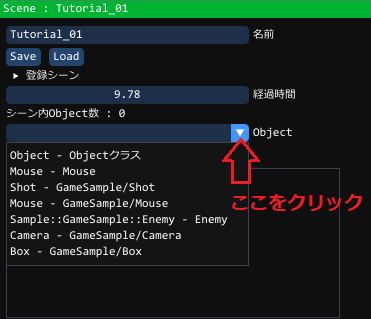 Scene : Tutorial_01
Tutorial_01 名前
Save Load
登録シーン
9.78 経過時間
シーン内Object数 : 0
Object
Object - Objectクラス
Mouse - Mouse
Shot - GameSample/Shot
Mouse - GameSample/Mouse
Sample::GameSample::Enemy - Enemy
Camera - GameSample/Camera
Box - GameSample/Box
ここをクリック